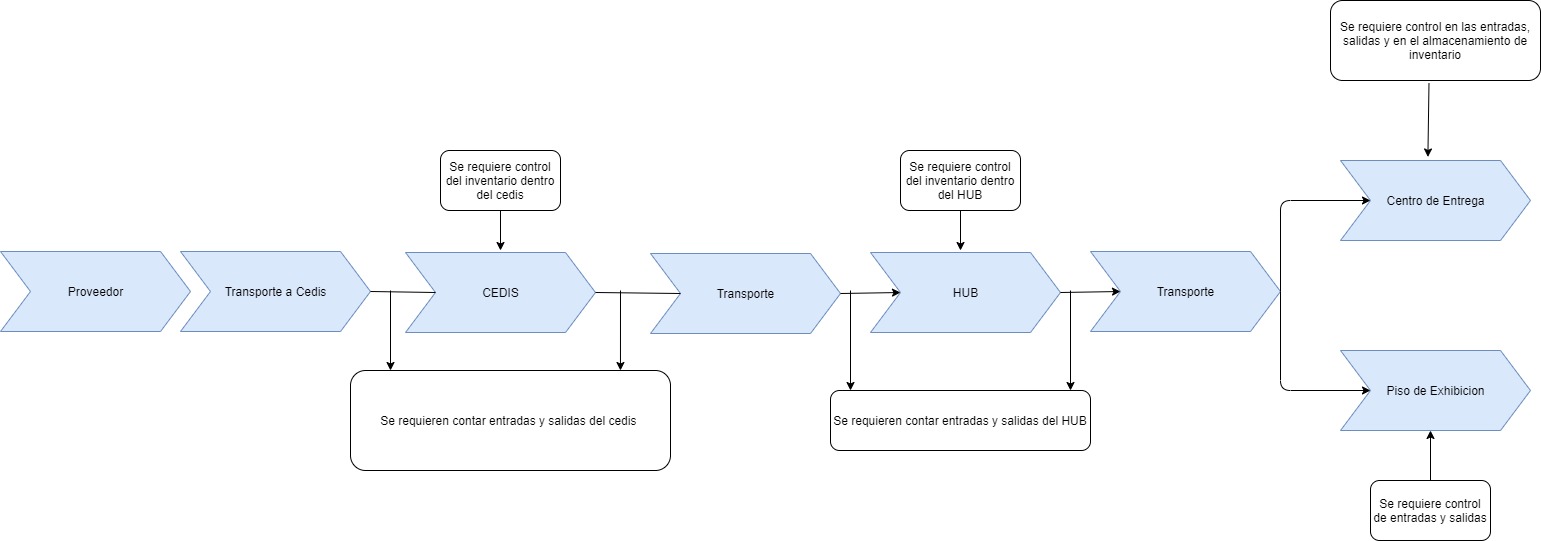 Se requiere control en las entradas,
salidas y en el almacenamiento de
inventario
Se requiere control
del inventario dentro
del cedis
Se requiere control
del inventario dentro
del HUB
Centro de Entrega
Proveedor
Transporte a Cedis
CEDIS
Transporte
HUB
Transporte
Piso de Exhibicion
Se requieren contar entradas y salidas del cedis
Se requieren contar entradas y salidas del HUB
Se requiere control
de entradas y salidas